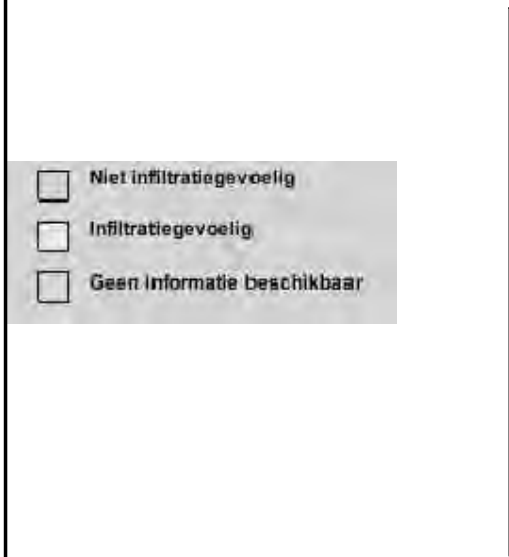 Niet infiltratiegevoelig
Infiltratiegevoelig
Geen informatie beschikbaar